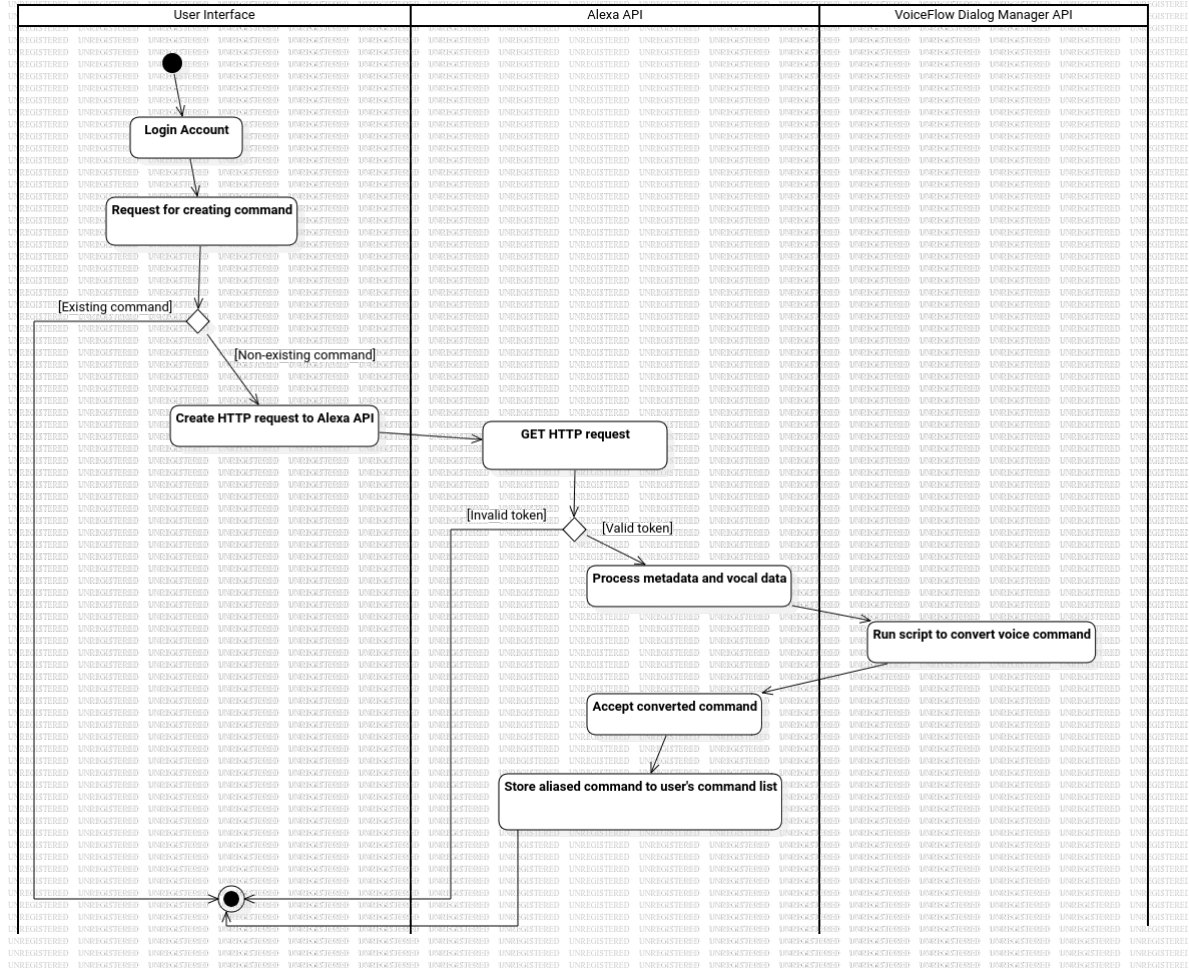 User Interface
Alexa API
VoiceFlow Dialog Manager API
Login Account
Request for creating command
[Existing command]
[Non-existing command]
Create HTTP request to Alexa API
GET HTTP request
[Invalid token]
[Valid token]
Process metadata and vocal data
Run script to convert voice command
Accept converted command
Store aliased command to user's command list
UNREGISTERED